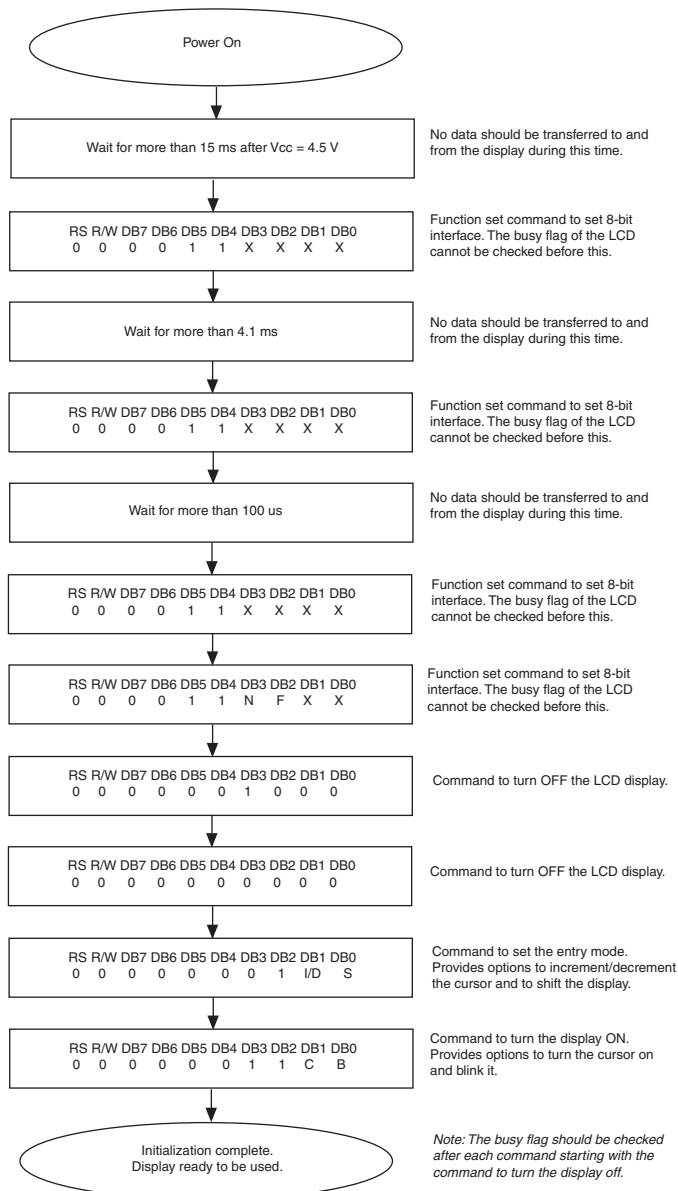 Power On
Wait for more than 15 ms after Vcc = 4.5 V
No data should be transferred to and
from the display during this time.
RS R/W DB7 DB6 DB5 DB4 DB3 DB2 DB1 DB0
0 0 0 0 1 1 X X X X
Function set command to set 8-bit
interface. The busy flag of the LCD
cannot be checked before this.
Wait for more than 4.1 ms
No data should be transferred to and
from the display during this time.
RS R/W DB7 DB6 DB5 DB4 DB3 DB2 DB1 DB0
0 0 0 0 1 1 X X X X
Function set command to set 8-bit
interface. The busy flag of the LCD
cannot be checked before this.
Wait for more than 100 us
No data should be transferred to and
from the display during this time.
RS R/W DB7 DB6 DB5 DB4 DB3 DB2 DB1 DB0
0 0 0 0 1 1 X X X X
Function set command to set 8-bit
interface. The busy flag of the LCD
cannot be checked before this.
RS R/W DB7 DB6 DB5 DB4 DB3 DB2 DB1 DB0
0 0 0 0 1 1 N F X X
Function set command to set 8-bit
interface. The busy flag of the LCD
cannot be checked before this.
RS R/W DB7 DB6 DB5 DB4 DB3 DB2 DB1 DB0
0 0 0 0 0 0 1 0 0 0
Command to turn OFF the LCD display.
RS R/W DB7 DB6 DB5 DB4 DB3 DB2 DB1 DB0
0 0 0 0 0 0 0 0 0 0
Command to turn OFF the LCD display.
RS R/W DB7 DB6 DB5 DB4 DB3 DB2 DB1 DB0
0 0 0 0 0 0 0 1 I/D S
Command to set the entry mode.
Provides options to increment/decrement
the cursor and to shift the display.
RS R/W DB7 DB6 DB5 DB4 DB3 DB2 DB1 DB0
0 0 0 0 0 0 1 1 C B
Command to turn the display ON.
Provides options to turn the cursor on
and blink it.
Initialization complete.
Display ready to be used.
Note: The busy flag should be checked
after each command starting with the
command to turn the display off.